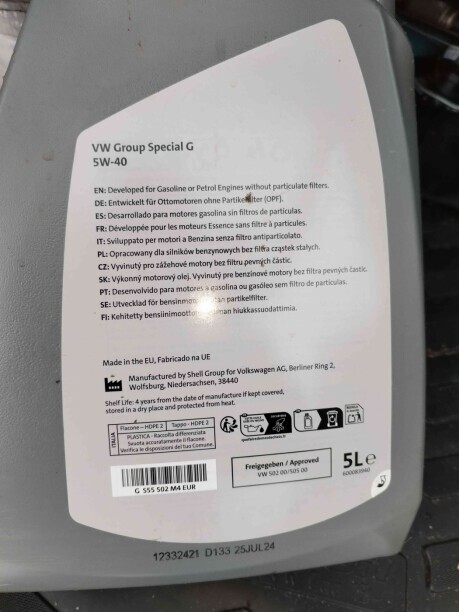 VW Group Special G
5W-40
EN: Developed for Gasoline or Petrol Engines without particulate filters.
DE: Entwickelt für Ottomotoren ohne Partikelfilter (OPF).
ES: Desarrollado para motores gasolina sin filtros de partículas.
FR: Développée pour les moteurs Essence sans filtre à particules.
IT: Sviluppato per motori a Benzina senza filtro antiparticolato.
PL: Opracowany dla silników benzynowych bez filtra cząstek stałych.
CZ: Vyvinutý pro zážehové motory bez filtru pevných částic.
SK: Výkonný motorový olej. Vyvinutý pre benzínové motory bez filtra pevných častic.
PT: Desenvolvido para motores a gasolina ou gasóleo sem filtro de partículas.
SE: Utvecklad för bensinmotorer utan partikelfilter.
FI: Kehitetty bensiinimoottoreihin ilman hiukkassuodattimia.
Made in the EU, Fabricado na UE
Manufactured by Shell Group for Volkswagen AG, Berliner Ring 2,
Wolfsburg, Niedersachsen, 38440
Shelf Life: 4 years from the date of manufacture if kept covered,
stored in a dry place and protected from heat.
ITALIA
Flacone - HDPE 2 Tappo - HDPE 2
PLASTICA - Raccolta differenziata
Svuota accuratamente il flacone.
Verifica le disposizioni del tuo Comune.
Freigegeben / Approved
VW 502 00/505 00
5L e
G 555 502 M4 EUR
12332421 D133 25JUL24